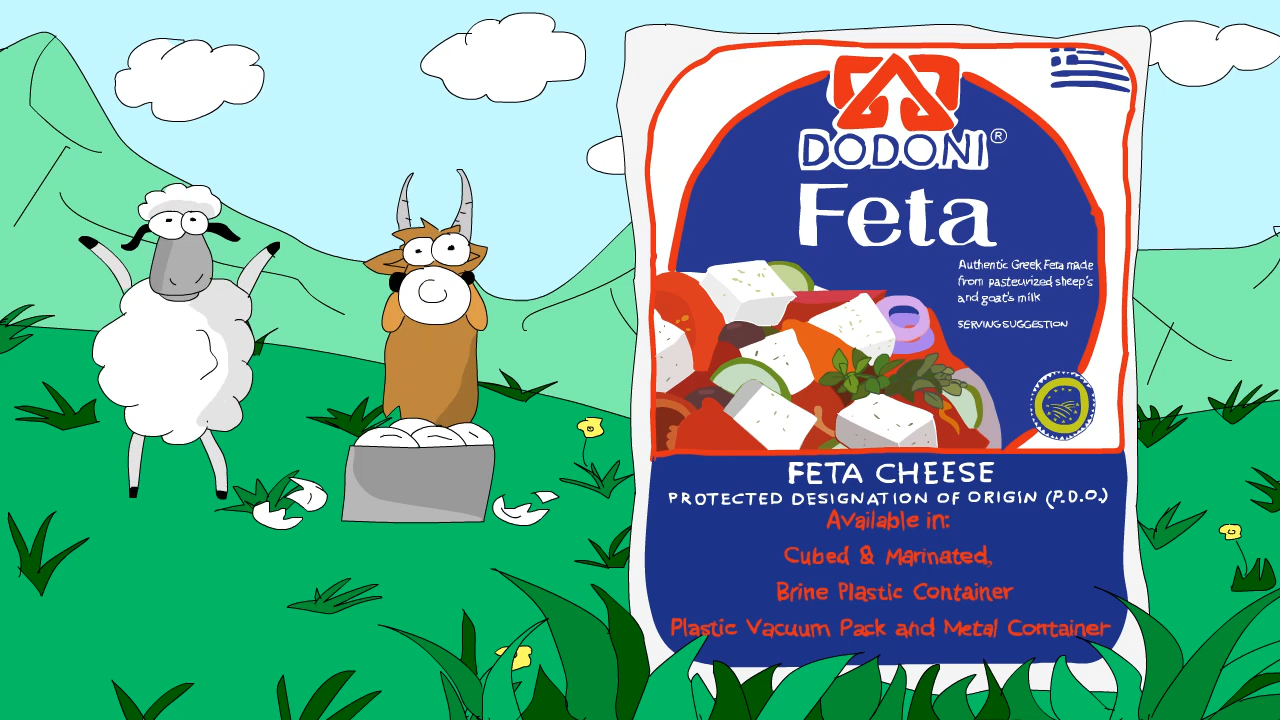 DODONI®
Feta
Authentic Greek Feta made
from pasteurized sheep's
and goat's milk
SERVING SUGGESTION
FETA CHEESE
PROTECTED DESIGNATION OF ORIGIN (P.D.O.)
Available in:
Cubed & Marinated,
Brine Plastic Container
Plastic Vacuum Pack and Metal Container